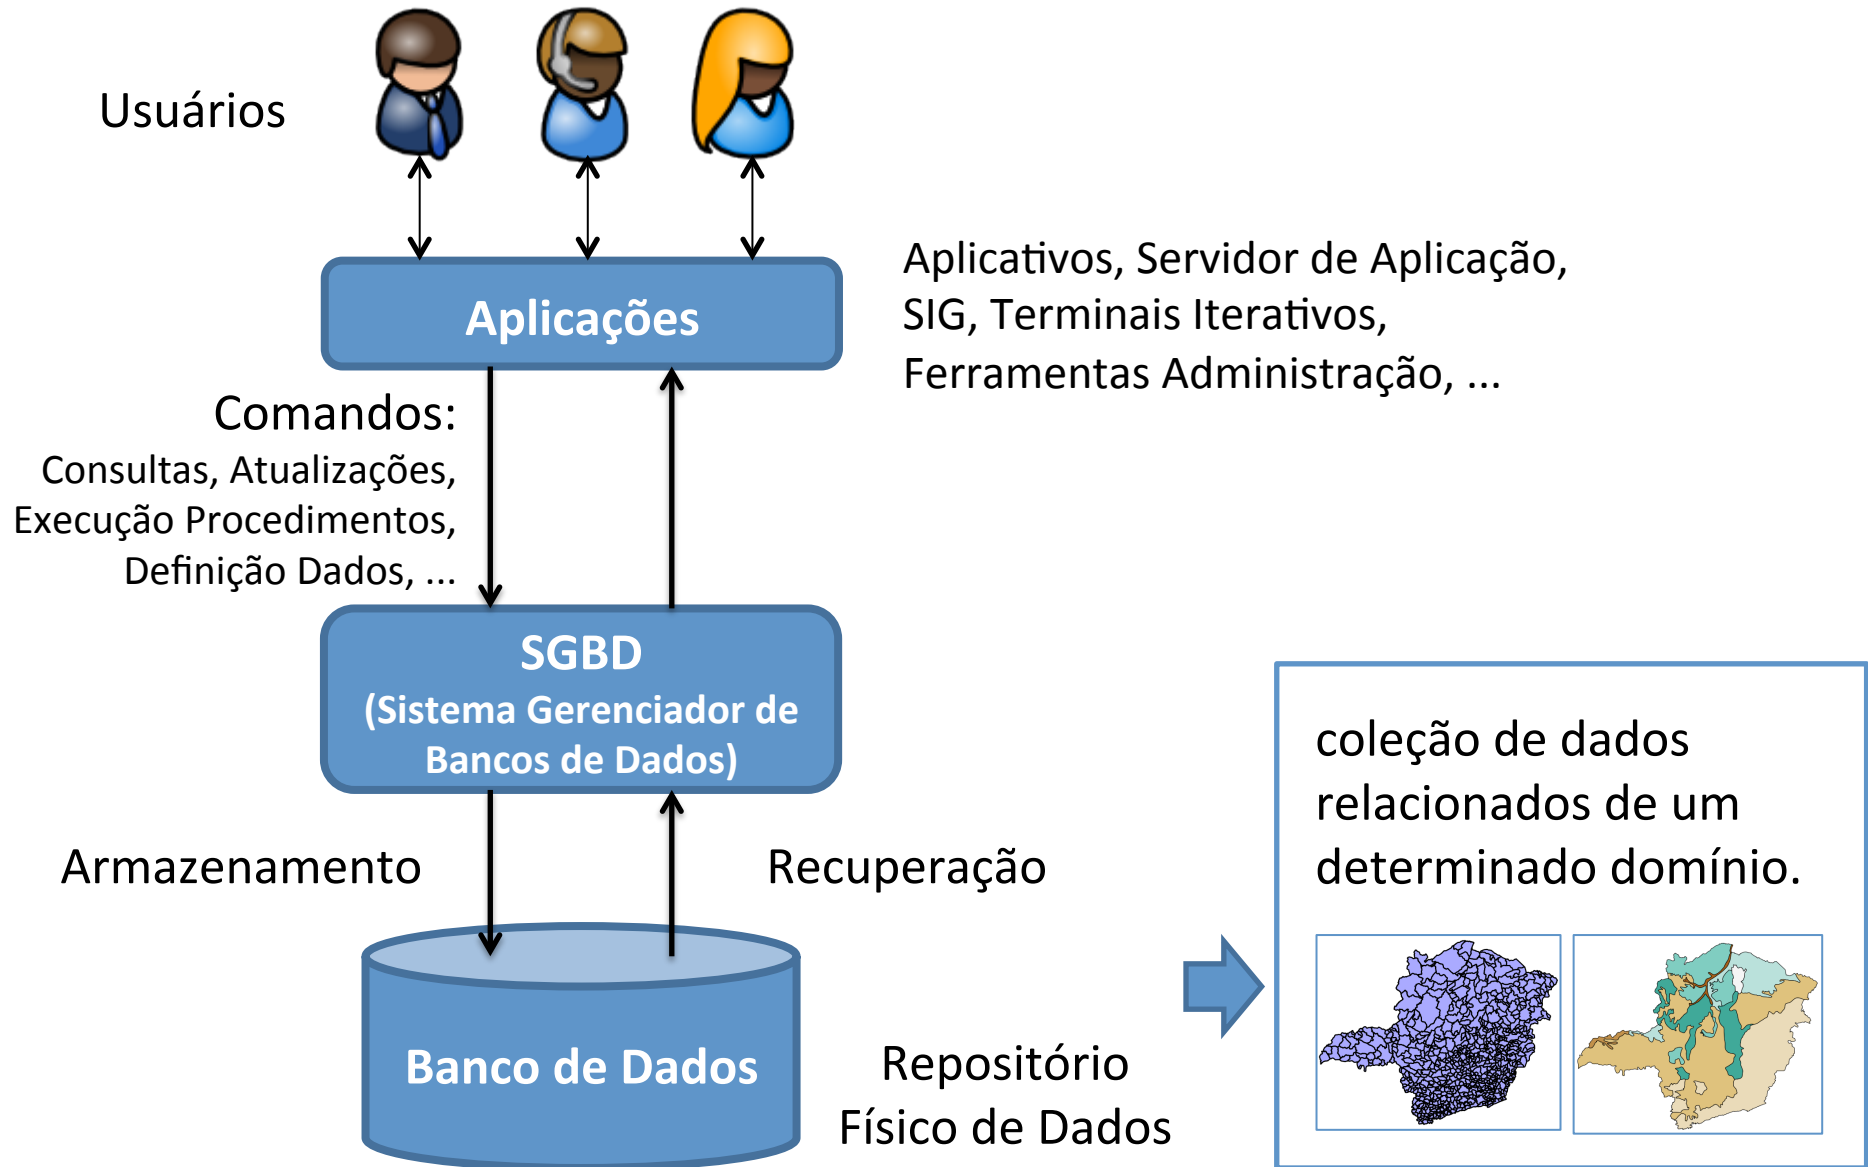 Usuários
Aplicações
Aplicativos, Servidor de Aplicação,
SIG, Terminais Iterativos,
Ferramentas Administração, ...
Comandos:
Consultas, Atualizações,
Execução Procedimentos,
Definição Dados, ...
SGBD
(Sistema Gerenciador de
Bancos de Dados)
Armazenamento
Recuperação
Banco de Dados
Repositório
Físico de Dados
coleção de dados
relacionados de um
determinado domínio.